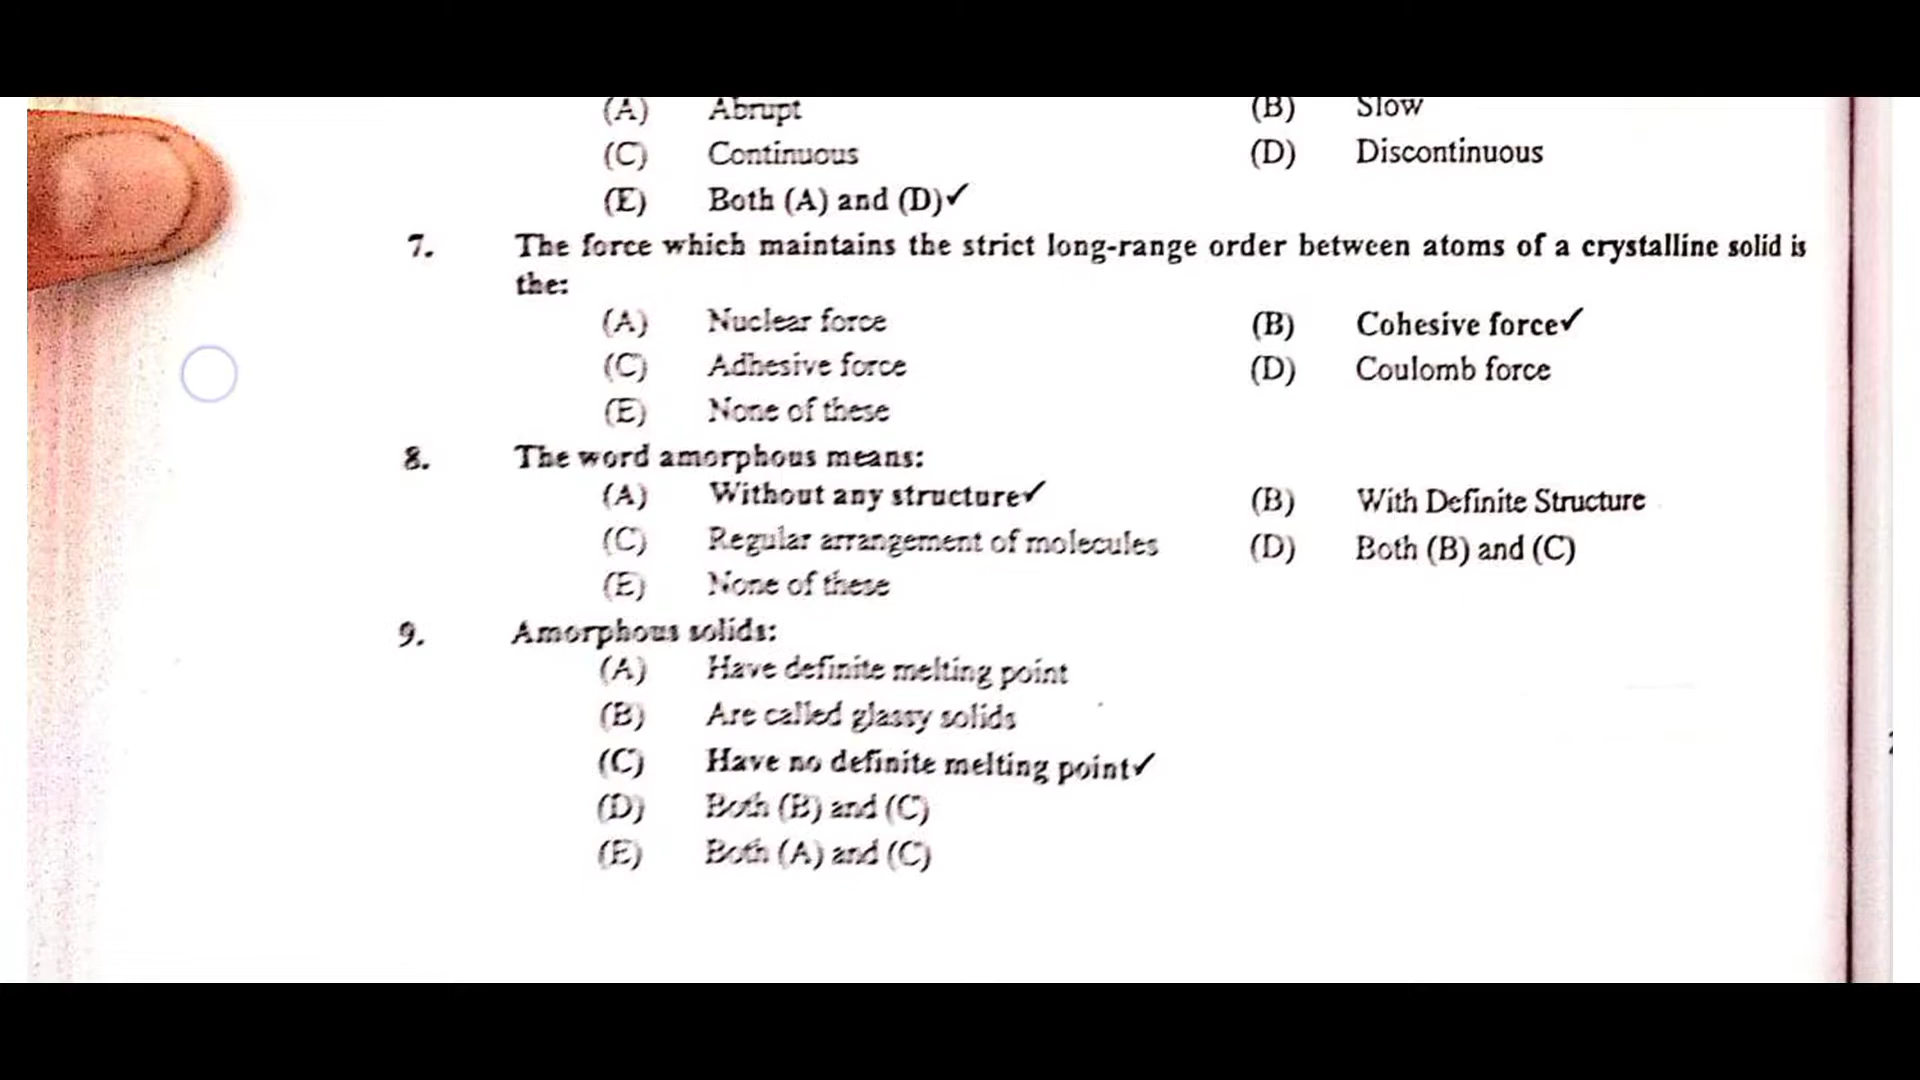 (A) Abrupt (B) Slow
(C) Continuous (D) Discontinuous
(E) Both (A) and (D)✓
7. The force which maintains the strict long-range order between atoms of a crystalline solid is
the:
(A) Nuclear force (B) Cohesive force✓
(C) Adhesive force (D) Coulomb force
(E) None of these
8. The word amorphous means:
(A) Without any structure✓ (B) With Definite Structure
(C) Regular arrangement of molecules (D) Both (B) and (C)
(E) None of these
9. Amorphous solids:
(A) Have definite melting point
(B) Are called glassy solids
(C) Have no definite melting point✓
(D) Both (B) and (C)
(E) Both (A) and (C)